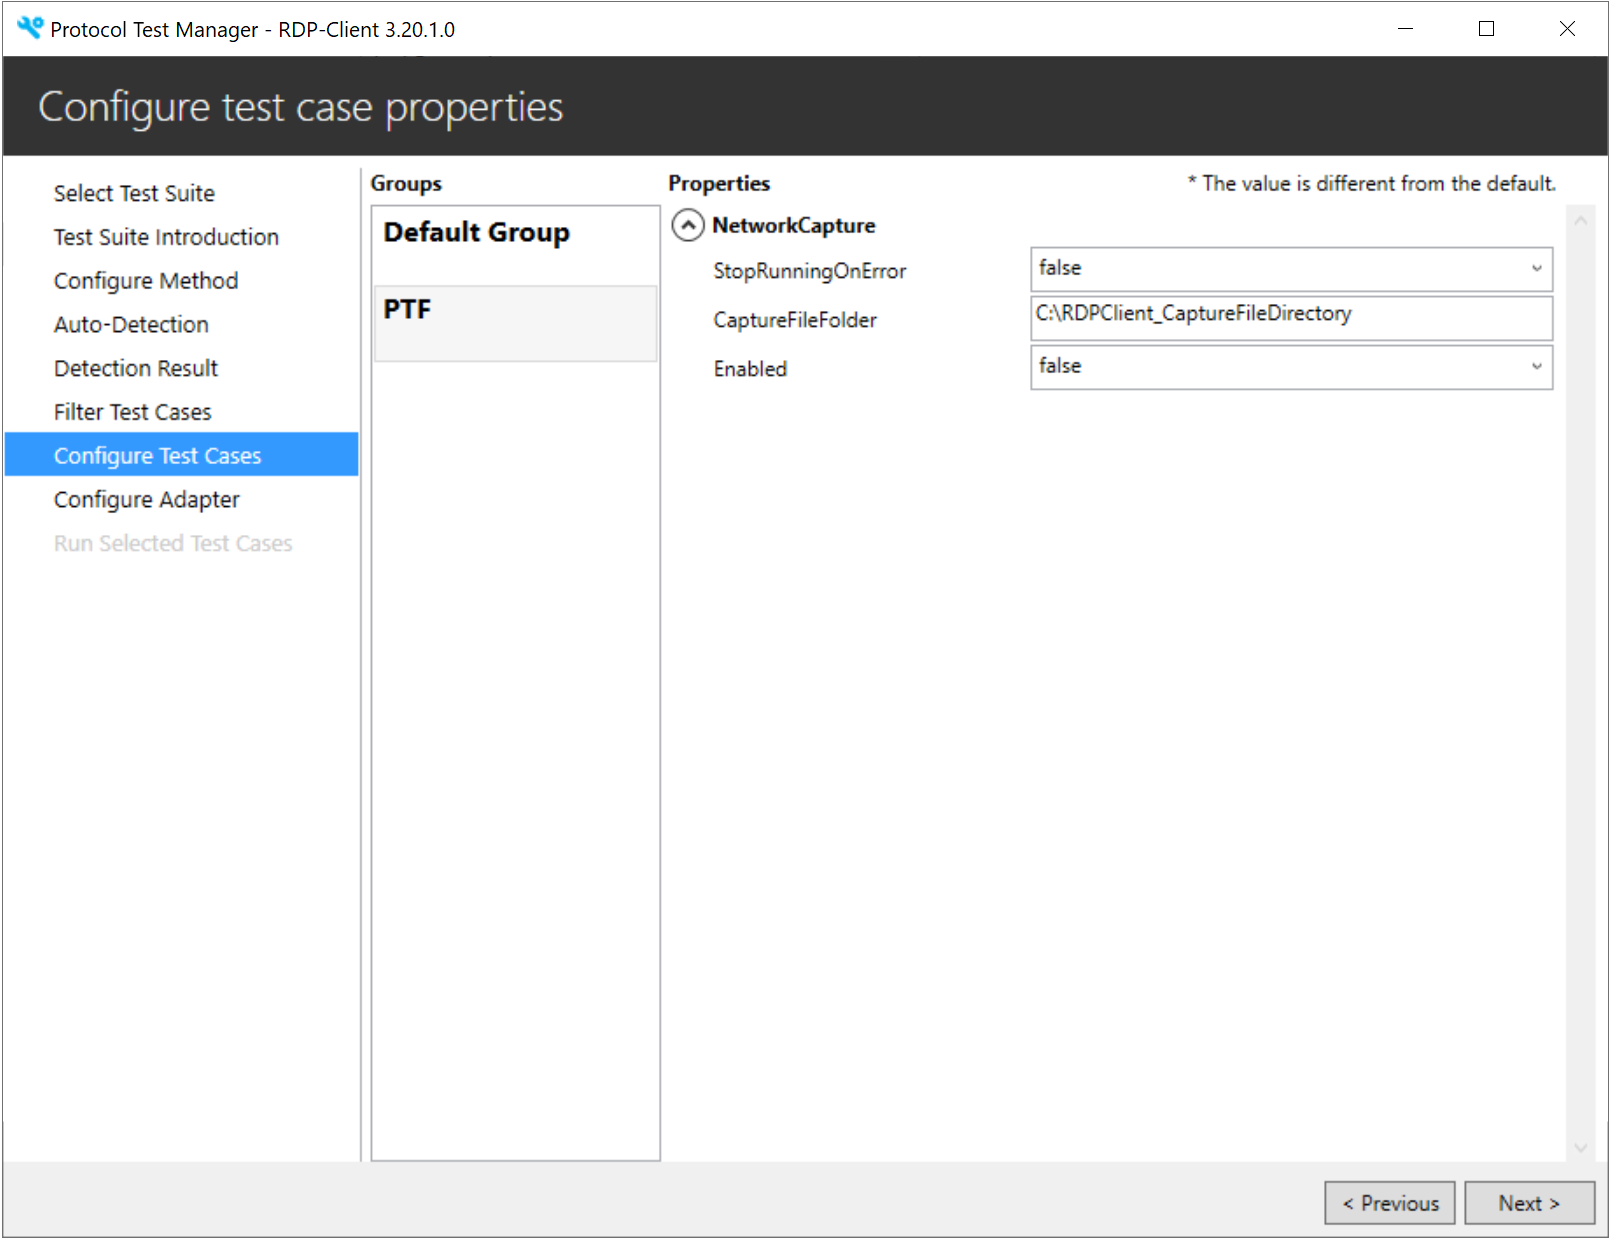 Protocol Test Manager - RDP-Client 3.20.1.0
Configure test case properties
Select Test Suite
Test Suite Introduction
Configure Method
Auto-Detection
Detection Result
Filter Test Cases
Configure Test Cases
Configure Adapter
Run Selected Test Cases
Groups
Default Group
PTF
Properties
* The value is different from the default.
NetworkCapture
StopRunningOnError
false
CaptureFileFolder
C:\RDPClient_CaptureFileDirectory
Enabled
false
< Previous
Next >